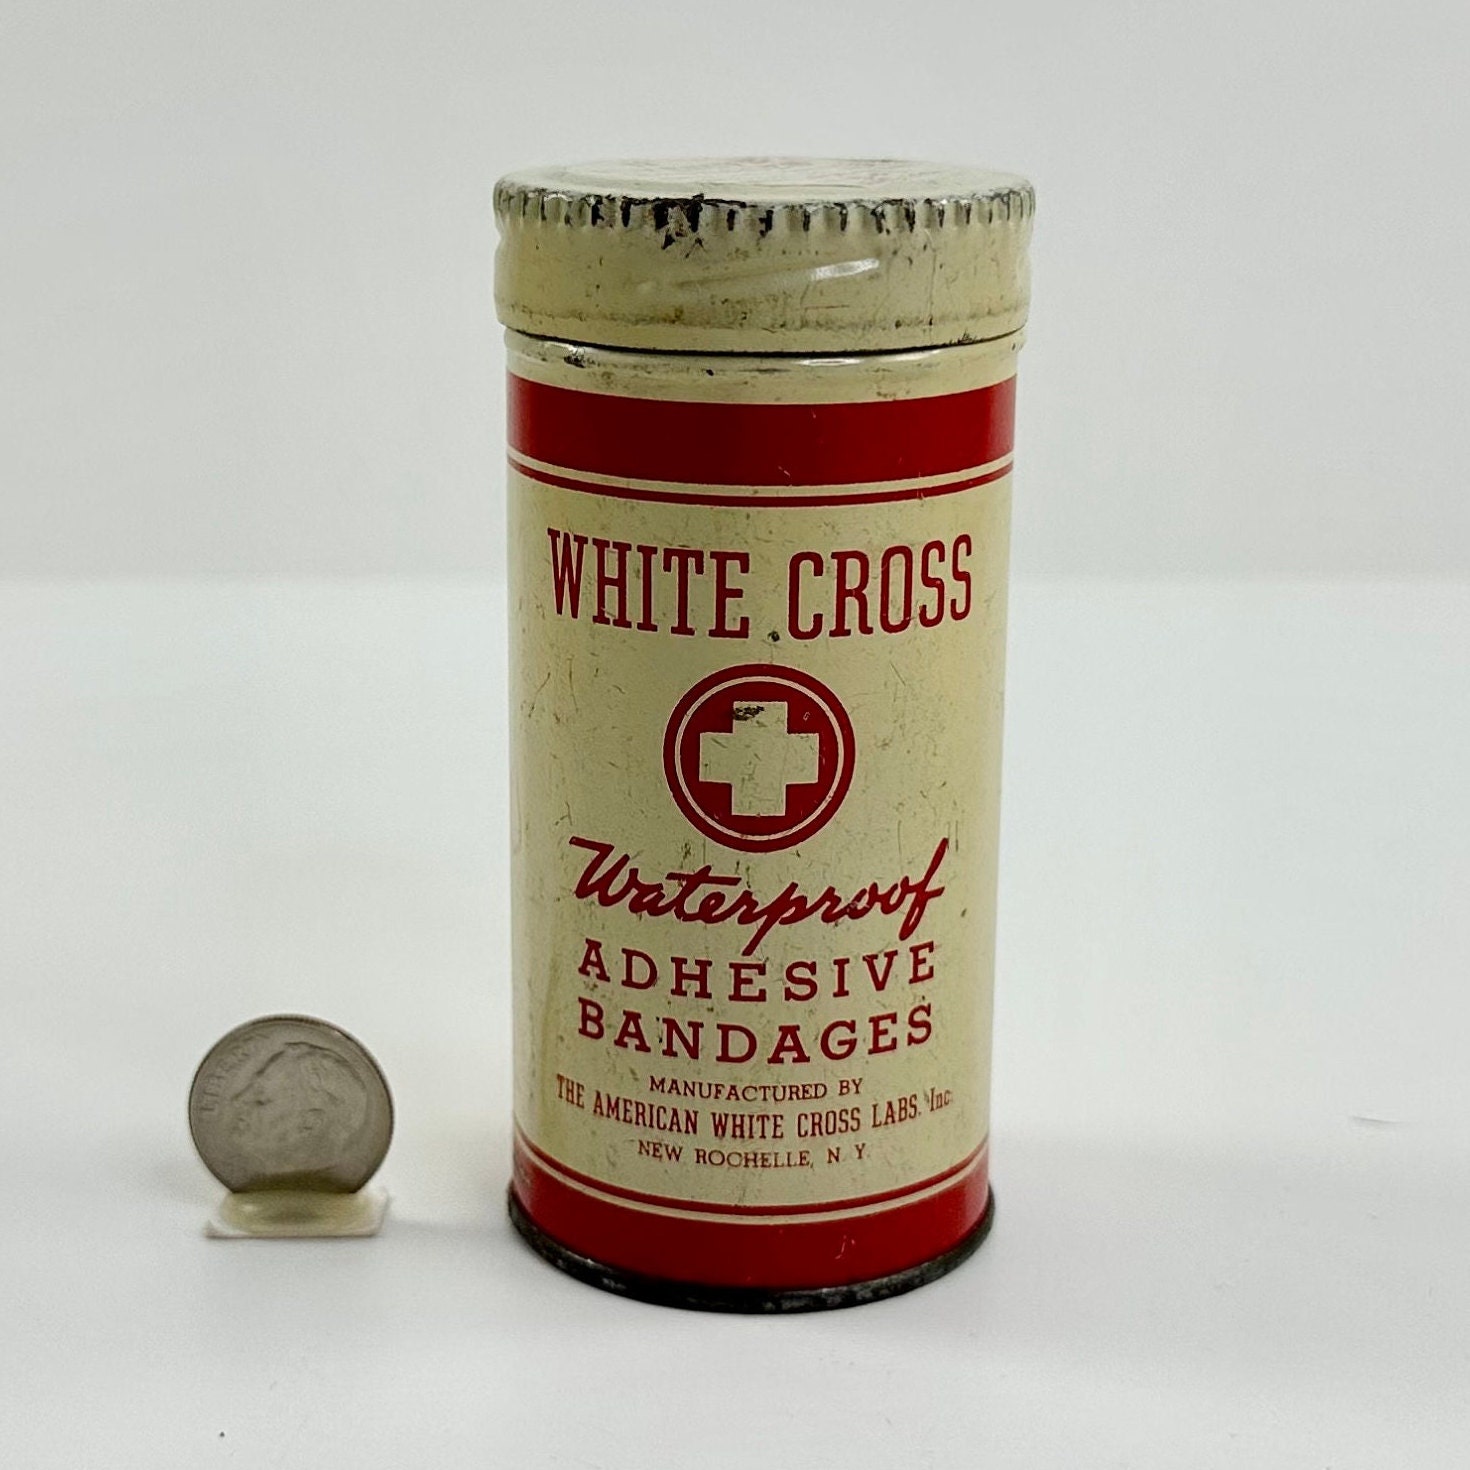 WHITE CROSS
Waterproof
ADHESIVE
BANDAGES
MANUFACTURED BY
THE AMERICAN WHITE CROSS LABS. Inc.
NEW ROCHELLE, N. Y.
LIBERTY